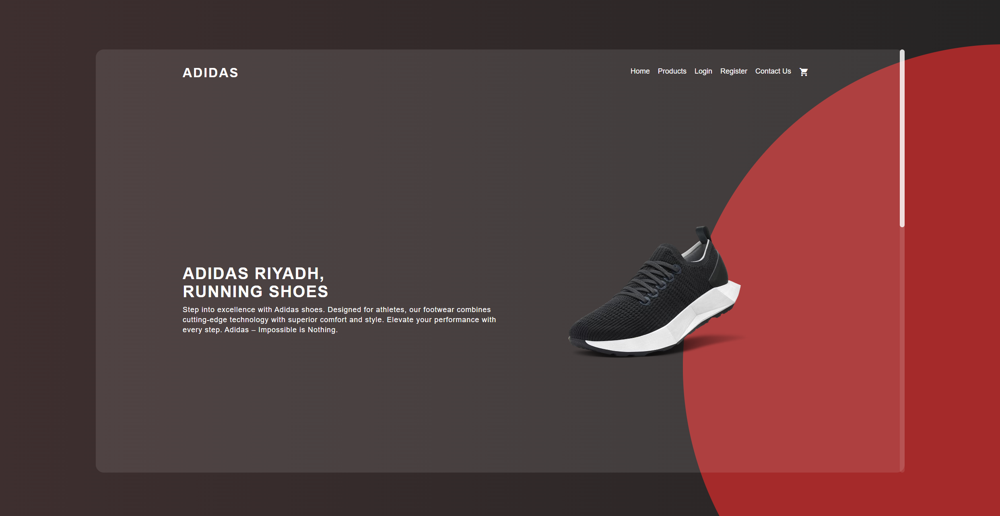 ADIDAS
Home Products Login Register Contact Us
ADIDAS RIYADH,
RUNNING SHOES
Step into excellence with Adidas shoes. Designed for athletes, our footwear combines
cutting-edge technology with superior comfort and style. Elevate your performance with
every step. Adidas – Impossible is Nothing.